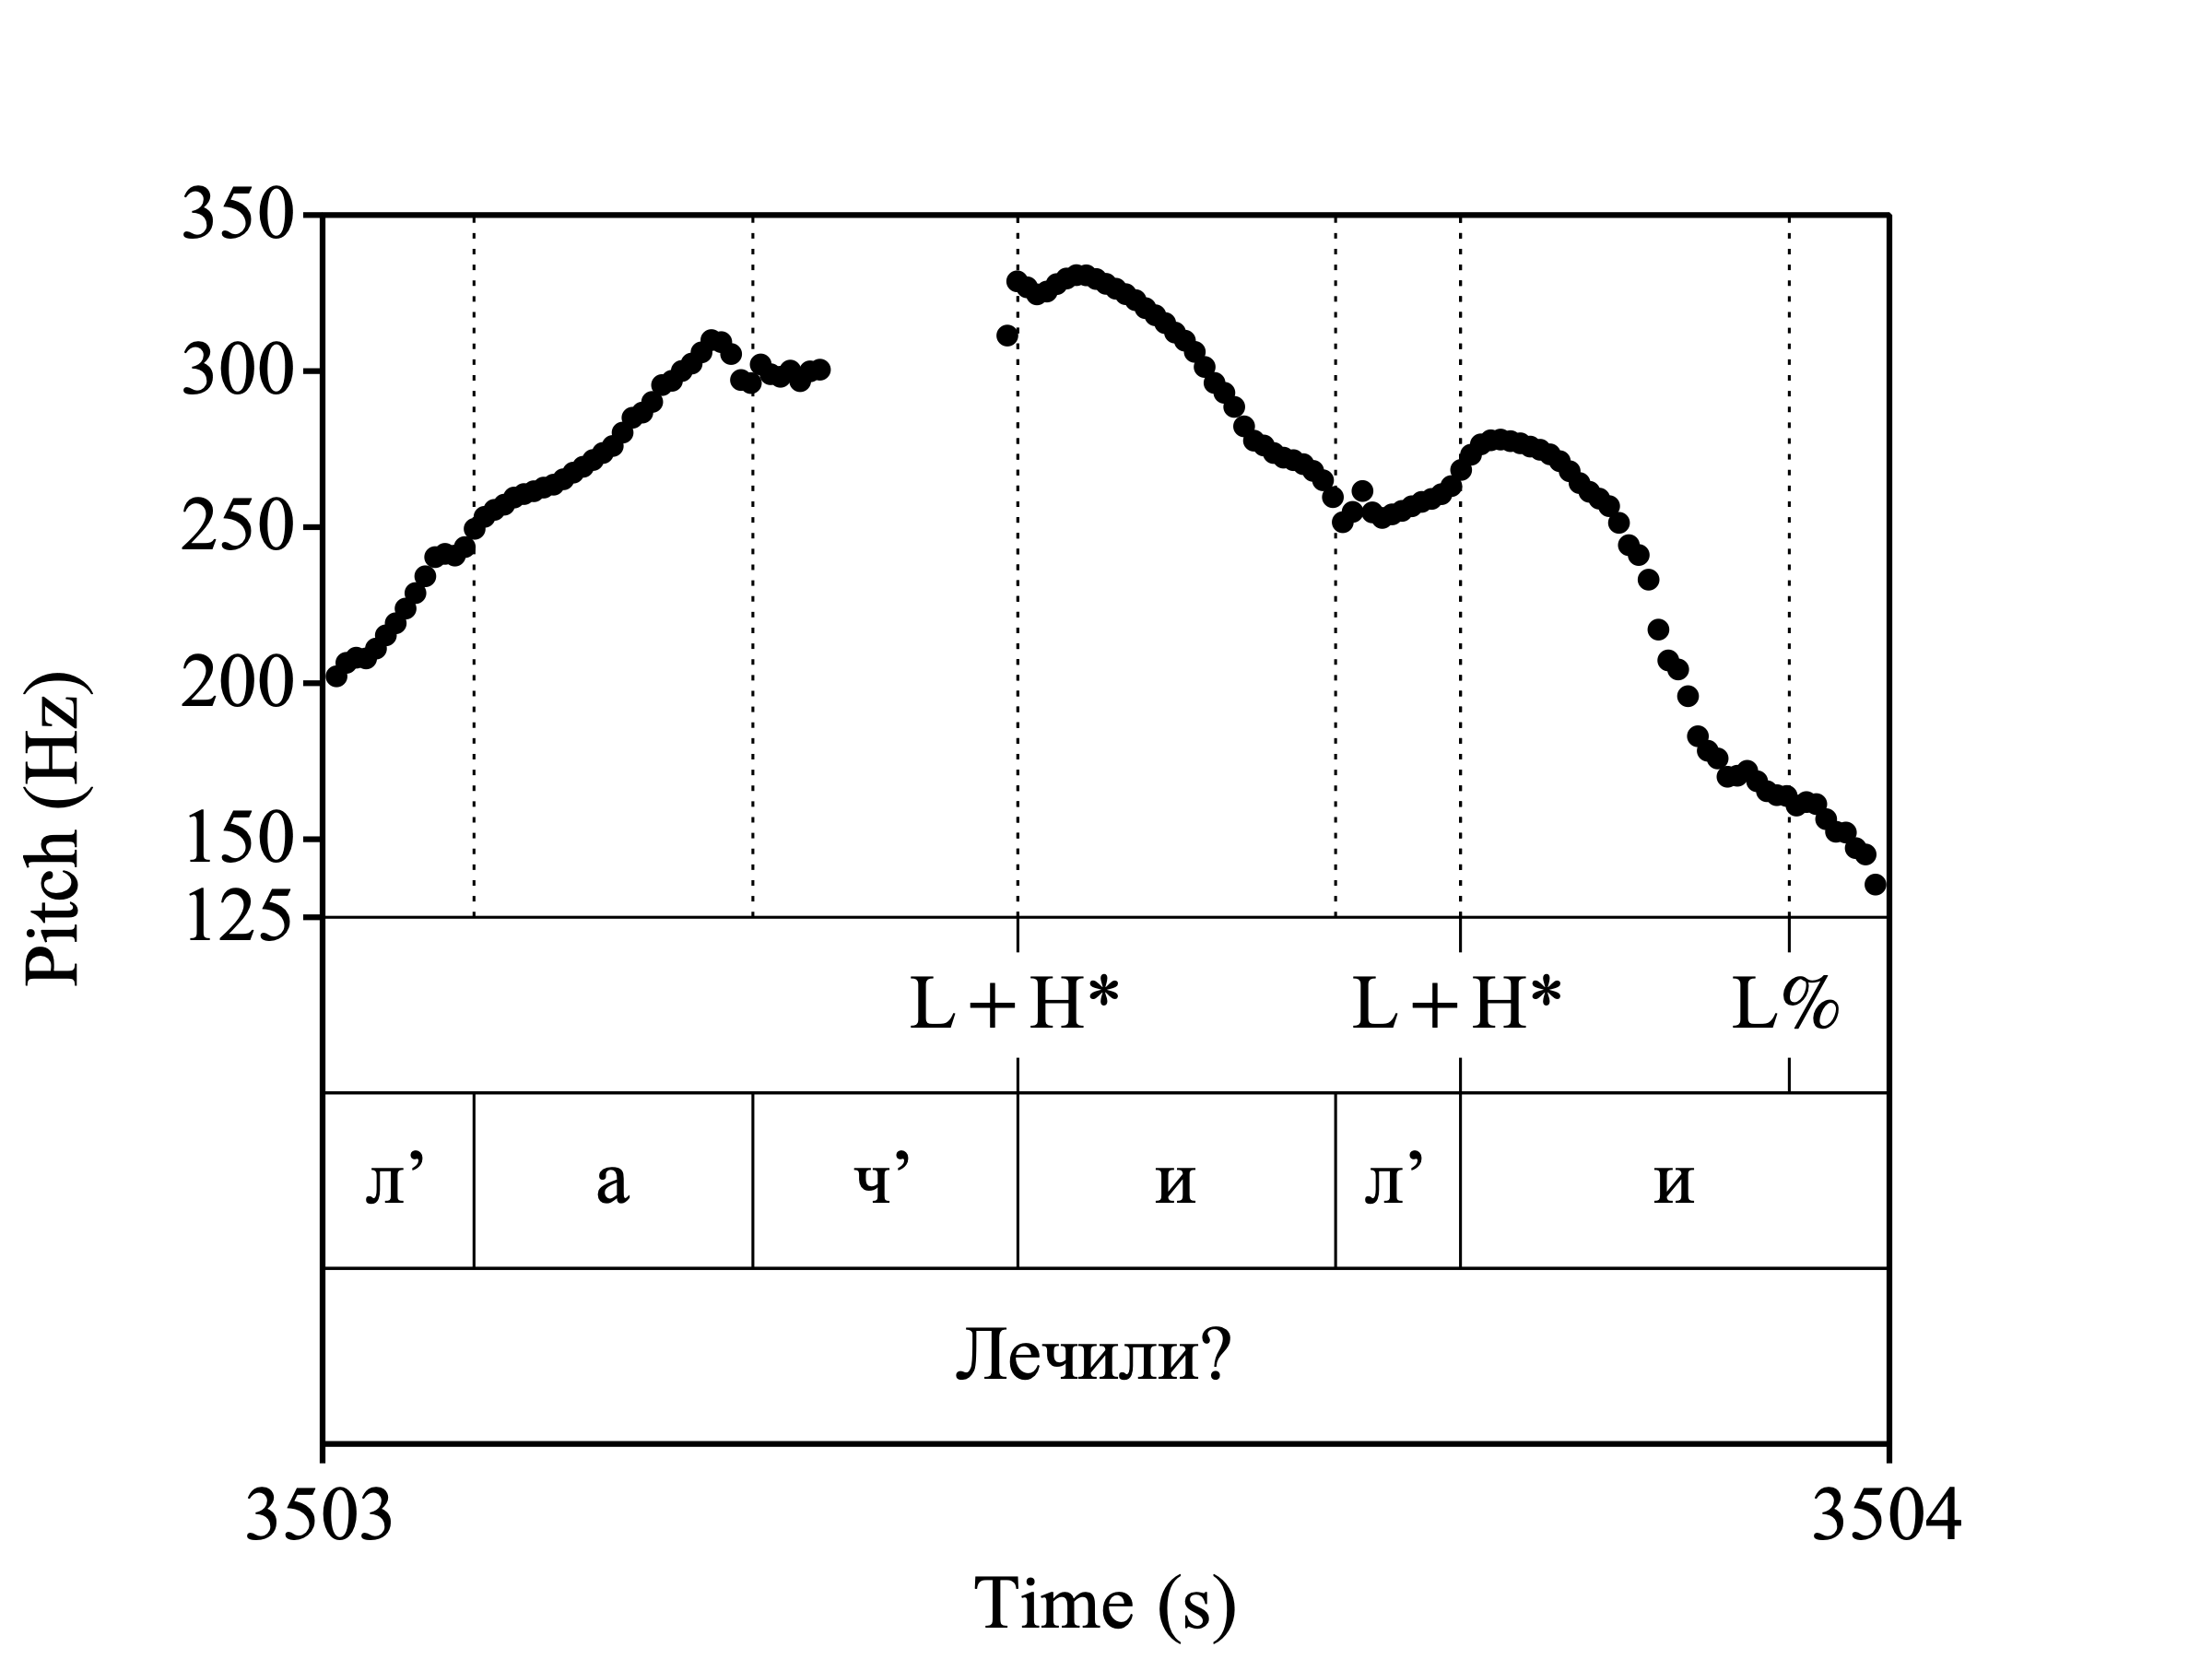 350
300
250
200
150
125
Pitch (Hz)
L+H* L+H* L%
л’ а ч’ и л’ и
Лечили?
3503 3504
Time (s)